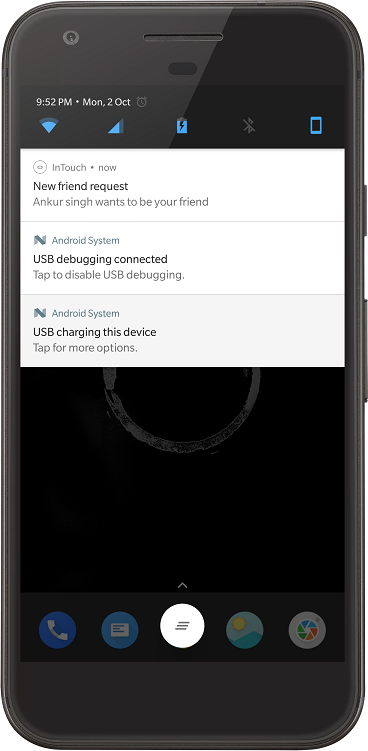 9:52 PM • Mon, 2 Oct
InTouch • now
New friend request
Ankur singh wants to be your friend
Android System
USB debugging connected
Tap to disable USB debugging.
Android System
USB charging this device
Tap for more options.